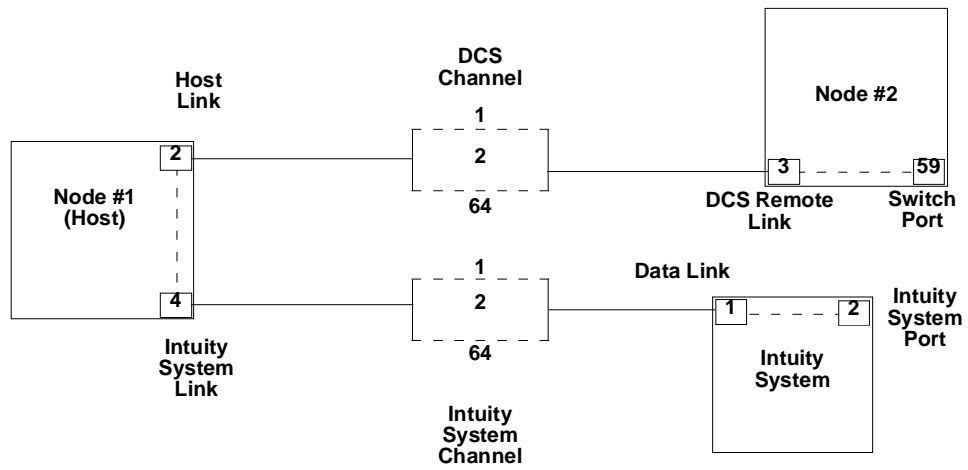 DCS
Channel
Host
Link
1
2
64
2
Node #1
(Host)
4
Node #2
3
59
DCS Remote
Link
Switch
Port
Data Link
1
2
64
Intuity
System
Link
Intuity
System
Channel
1
2
Intuity
System
Port
Intuity
System